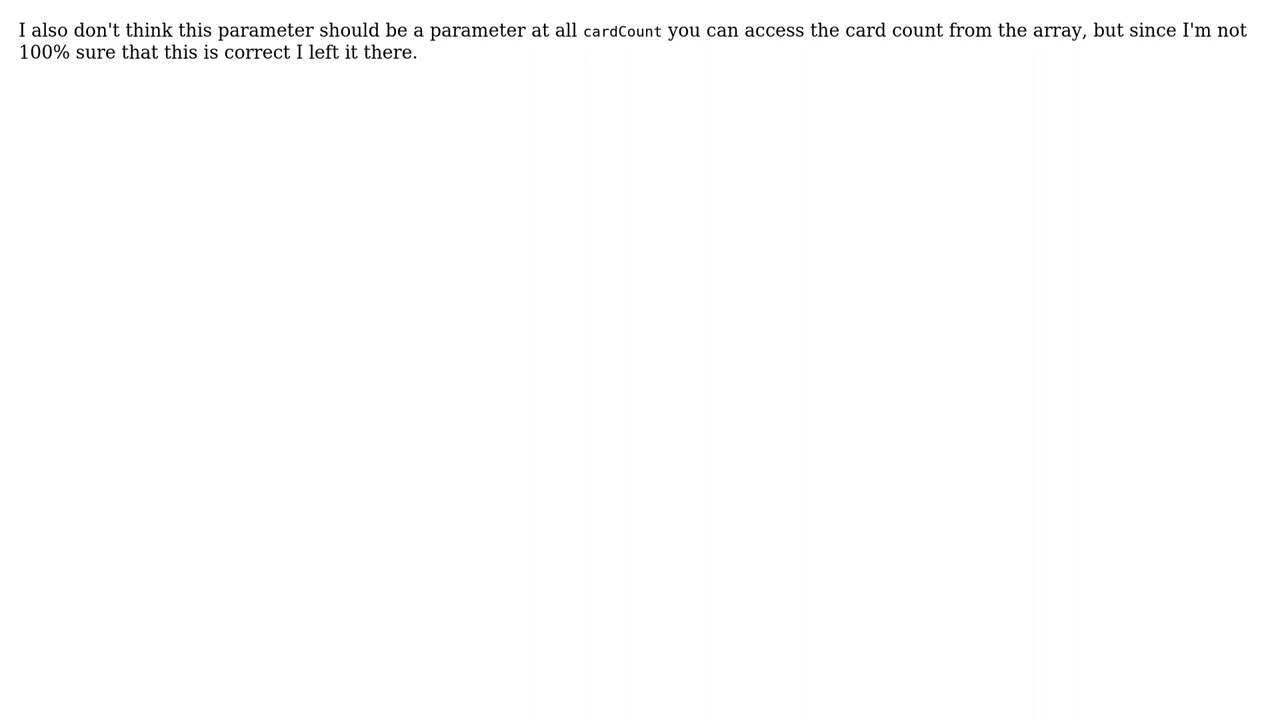 I also don't think this parameter should be a parameter at all cardCount you can access the card count from the array, but since I'm not
100% sure that this is correct I left it there.